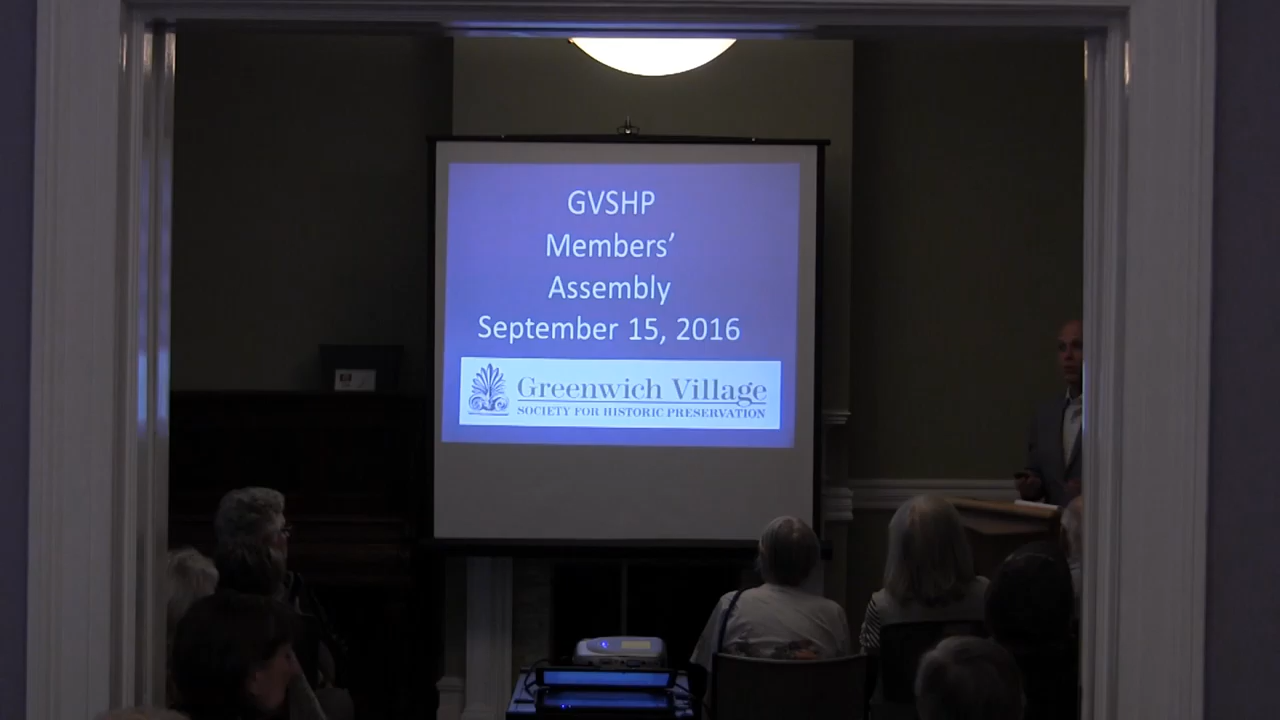 GVSHP
Members’
Assembly
September 15, 2016
Greenwich Village
SOCIETY FOR HISTORIC PRESERVATION